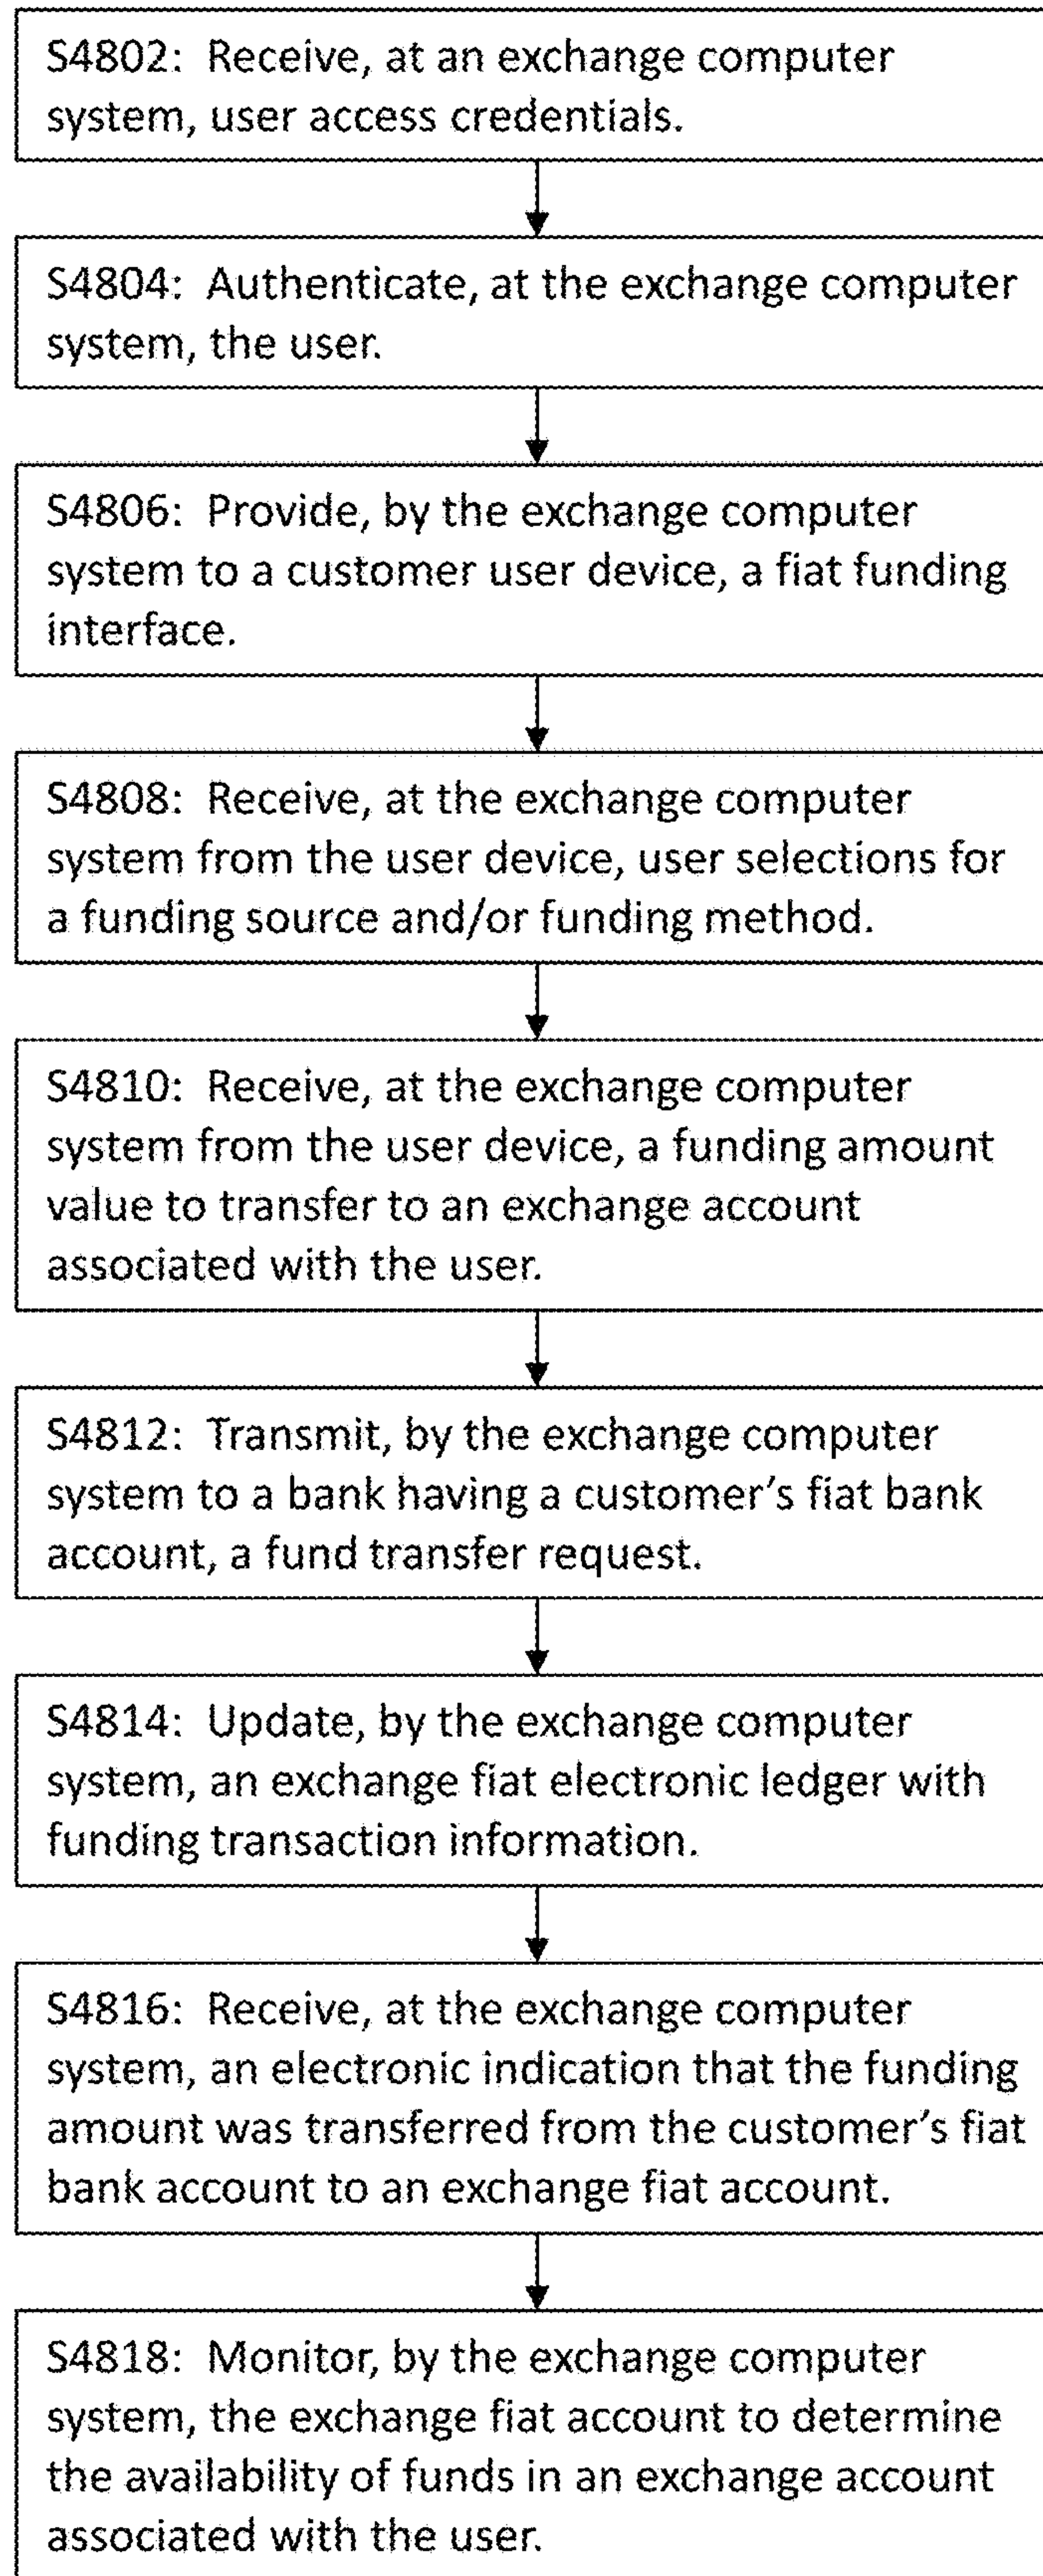 S4802: Receive, at an exchange computer
system, user access credentials.
S4804: Authenticate, at the exchange computer
system, the user.
S4806: Provide, by the exchange computer
system to a customer user device, a fiat funding
interface.
S4808: Receive, at the exchange computer
system from the user device, user selections for
a funding source and/or funding method.
S4810: Receive, at the exchange computer
system from the user device, a funding amount
value to transfer to an exchange account
associated with the user.
S4812: Transmit, by the exchange computer
system to a bank having a customer’s fiat bank
account, a fund transfer request.
S4814: Update, by the exchange computer
system, an exchange fiat electronic ledger with
funding transaction information.
S4816: Receive, at the exchange computer
system, an electronic indication that the funding
amount was transferred from the customer’s fiat
bank account to an exchange fiat account.
S4818: Monitor, by the exchange computer
system, the exchange fiat account to determine
the availability of funds in an exchange account
associated with the user.